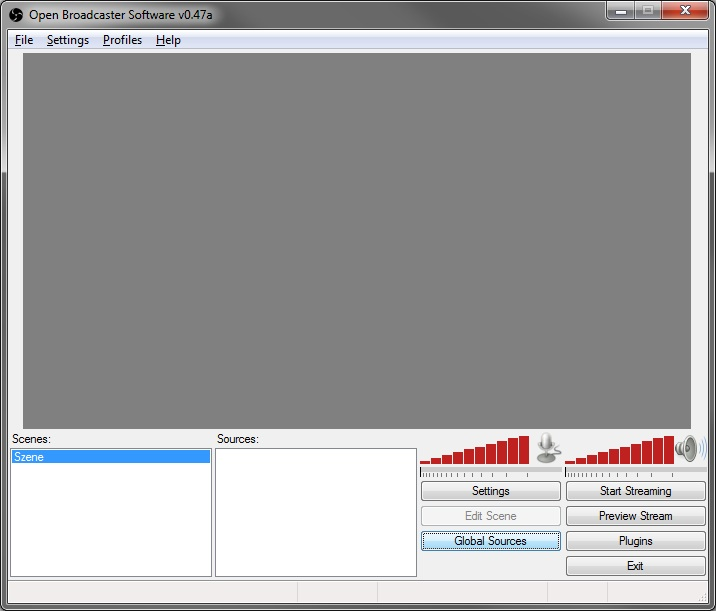 Open Broadcaster Software v0.47a
File Settings Profiles Help
Scenes: Sources:
Szene
Settings Start Streaming
Edit Scene Preview Stream
Global Sources Plugins
Exit